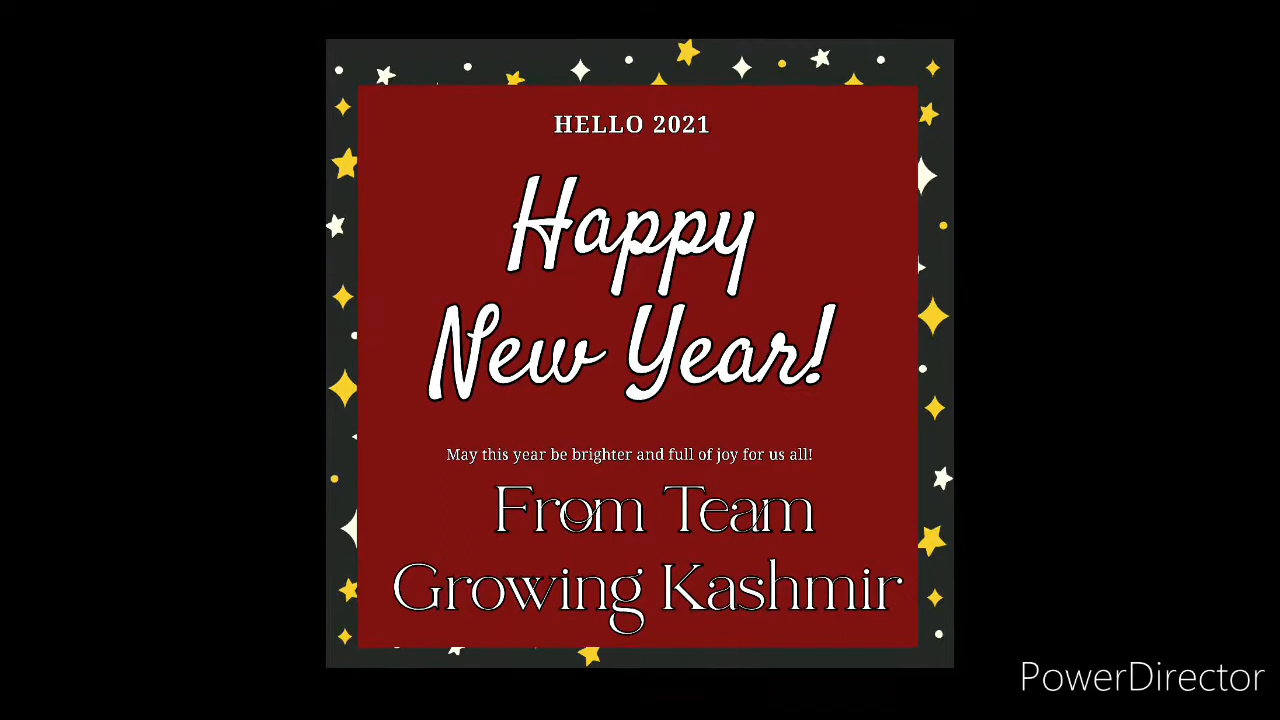 HELLO 2021
Happy
New Year!
May this year be brighter and full of joy for us all!
From Team
Growing Kashmir
PowerDirector